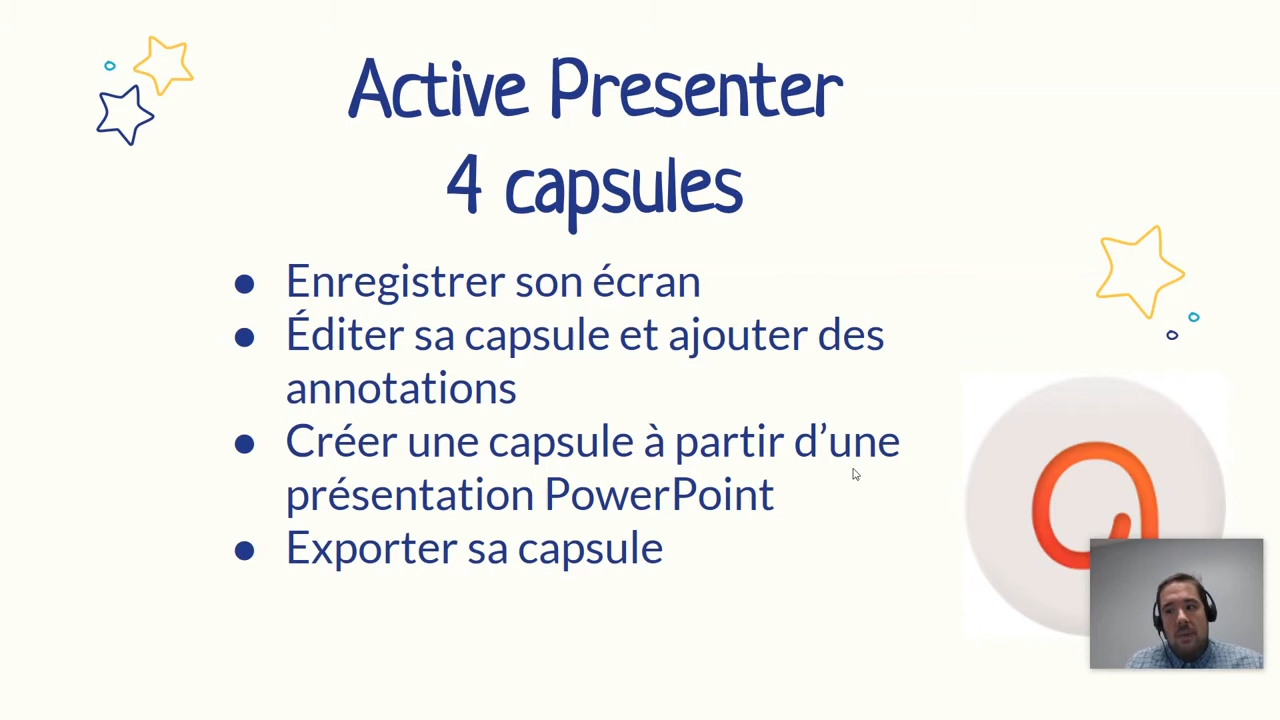 Active Presenter
4 capsules
● Enregistrer son écran
● Éditer sa capsule et ajouter des
annotations
● Créer une capsule à partir d’une
présentation PowerPoint
● Exporter sa capsule